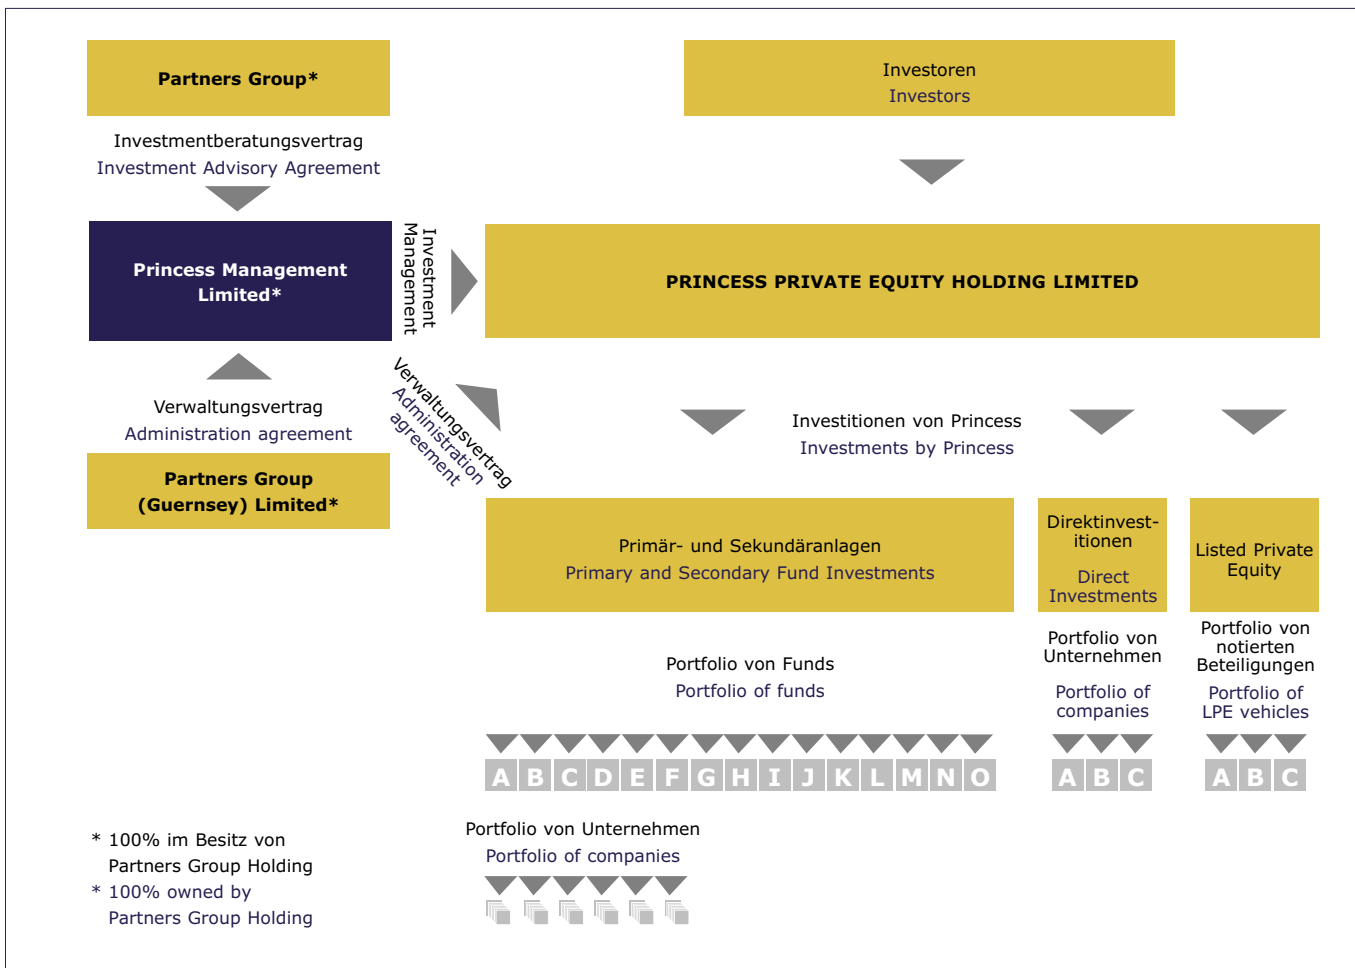 Partners Group*
Investoren
Investors
Investmentberatungsvertrag
Investment Advisory Agreement
Princess Management
Limited*
Investment
Management
PRINCESS PRIVATE EQUITY HOLDING LIMITED
Verwaltungsvertrag
Administration agreement
Verwaltungsvertrag
Administration
agreement
Investitionen von Princess
Investments by Princess
Partners Group
(Guernsey) Limited*
Primär- und Sekundäranlagen
Primary and Secondary Fund Investments
Direktinvest-
itionen
Direct
Investments
Listed Private
Equity
Portfolio von Funds
Portfolio of funds
Portfolio von
Unternehmen
Portfolio of
companies
Portfolio von
notierten
Beteiligungen
Portfolio of
LPE vehicles
A B C D E F G H I J K L M N O
A B C
A B C
Portfolio von Unternehmen
Portfolio of companies
* 100% im Besitz von
Partners Group Holding
* 100% owned by
Partners Group Holding